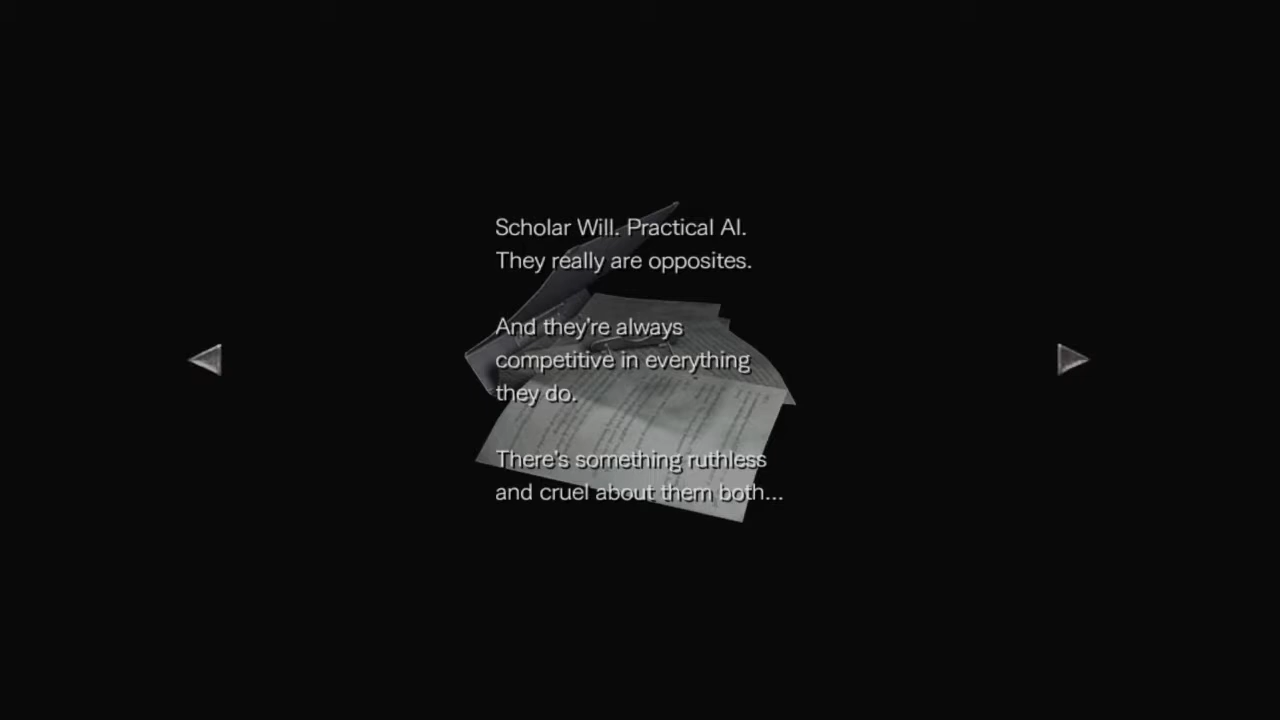 Scholar Will. Practical Al.
They really are opposites.
And they're always
competitive in everything
they do.
There's something ruthless
and cruel about them both...